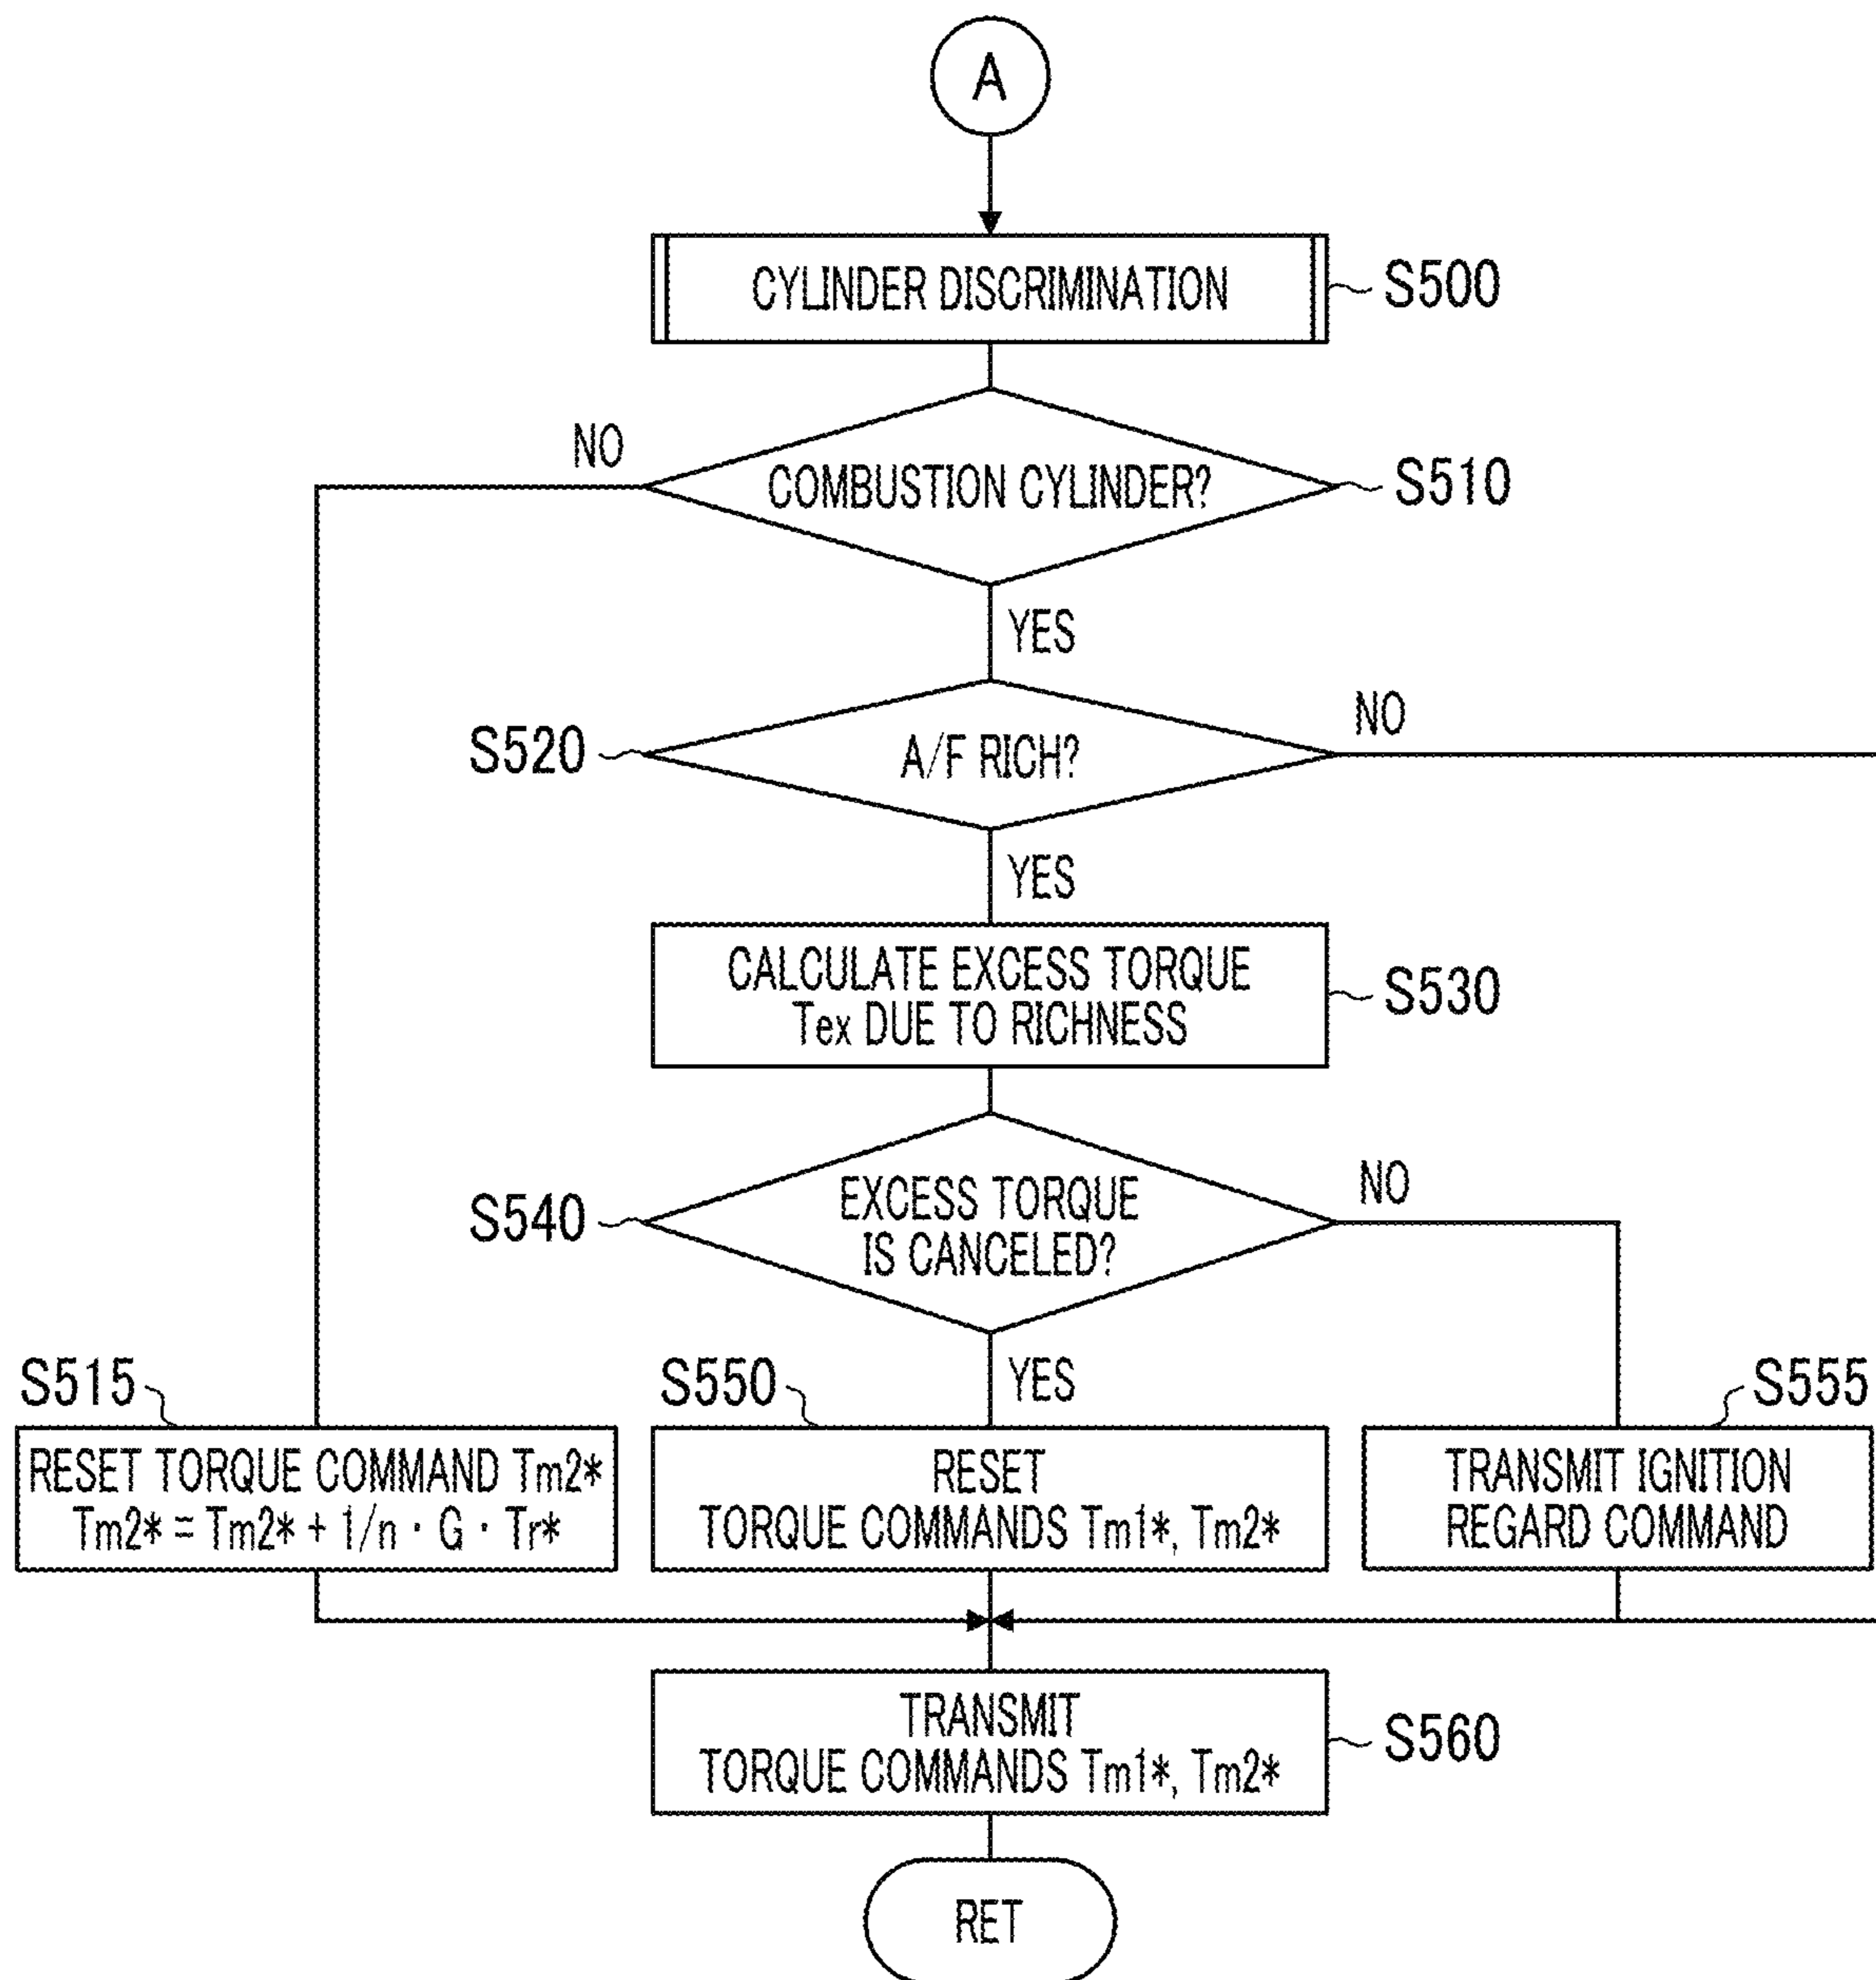 A
CYLINDER DISCRIMINATION
S500
NO
COMBUSTION CYLINDER?
S510
YES
S520
A/F RICH?
NO
YES
CALCULATE EXCESS TORQUE
Tex DUE TO RICHNESS
S530
S540
EXCESS TORQUE
IS CANCELED?
NO
YES
S515
RESET TORQUE COMMAND Tm2*
Tm2* = Tm2* + 1/n · G · Tr*
S550
RESET
TORQUE COMMANDS Tm1*, Tm2*
S555
TRANSMIT IGNITION
REGARD COMMAND
TRANSMIT
TORQUE COMMANDS Tm1*, Tm2*
S560
RET